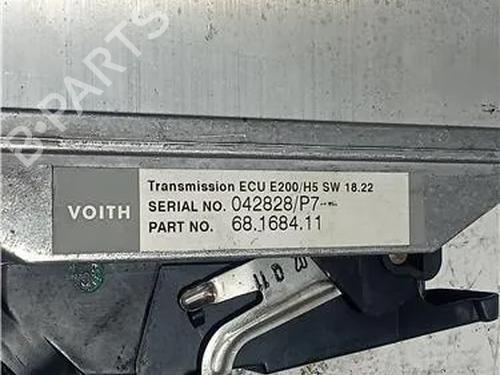 B-PARTS
VOITH
Transmission ECU E200/H5 SW 18.22
SERIAL NO. 042828/P7--
PART NO. 68.1684.11